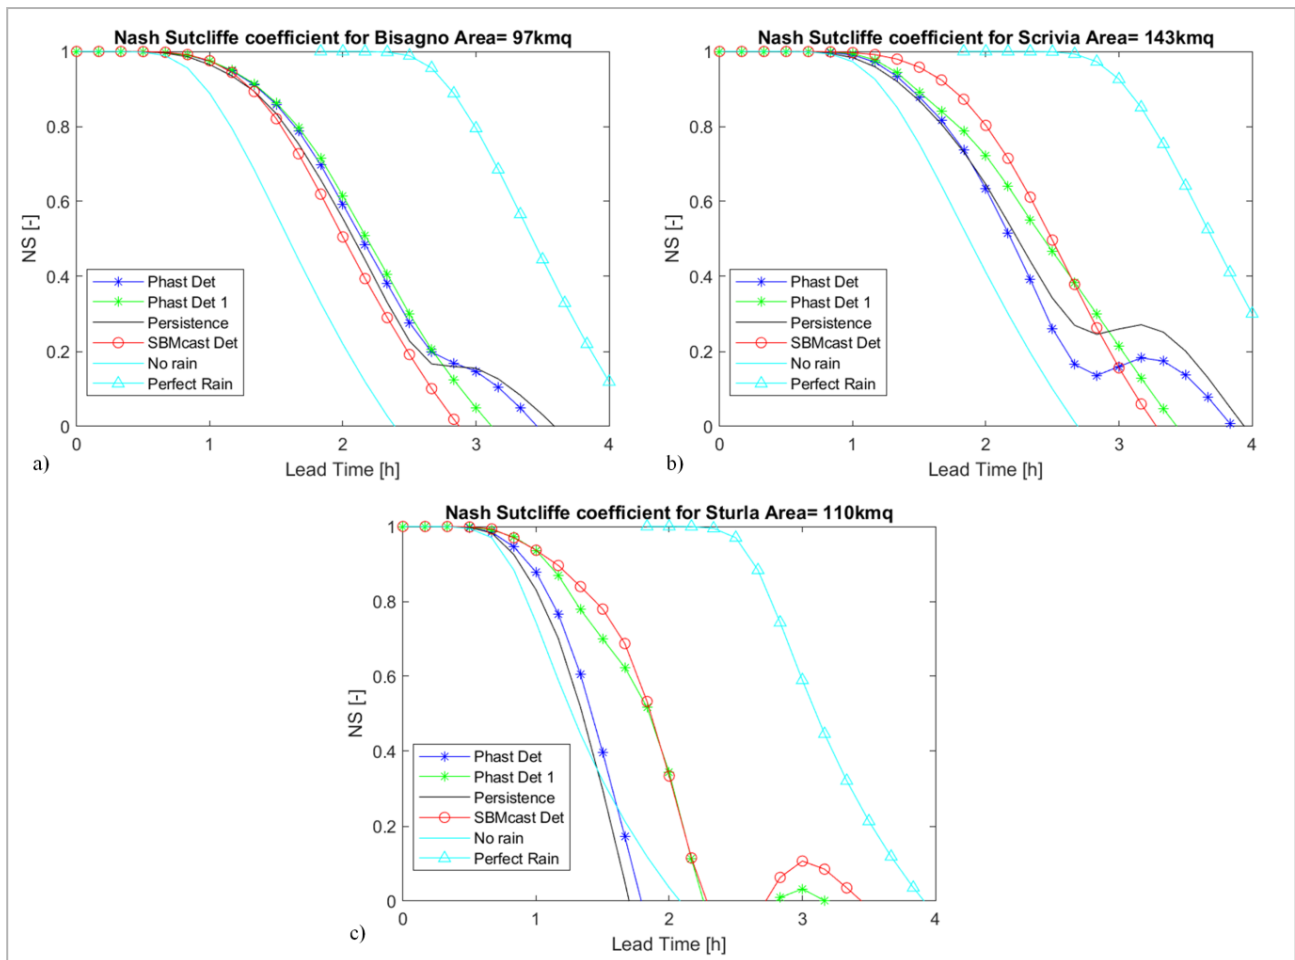 Nash Sutcliffe coefficient for Bisagno Area= 97kmq
1
0.8
0.6
0.4
0.2
0
NS [-]
Phast Det
Phast Det 1
Persistence
SBMcast Det
No rain
Perfect Rain
0 1 2 3 4
Lead Time [h]
a)
Nash Sutcliffe coefficient for Scrivia Area= 143kmq
1
0.8
0.6
0.4
0.2
0
NS [-]
Phast Det
Phast Det 1
Persistence
SBMcast Det
No rain
Perfect Rain
0 1 2 3 4
Lead Time [h]
b)
Nash Sutcliffe coefficient for Sturla Area= 110kmq
1
0.8
0.6
0.4
0.2
0
NS [-]
Phast Det
Phast Det 1
Persistence
SBMcast Det
No rain
Perfect Rain
0 1 2 3 4
Lead Time [h]
c)